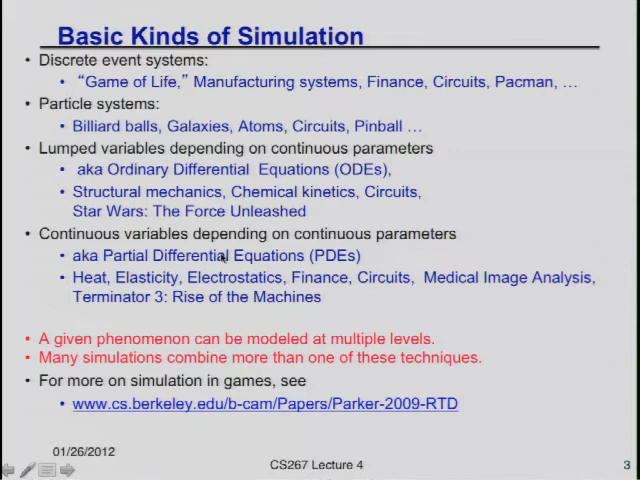 Basic Kinds of Simulation
• Discrete event systems:
• “Game of Life,” Manufacturing systems, Finance, Circuits, Pacman, …
• Particle systems:
• Billiard balls, Galaxies, Atoms, Circuits, Pinball …
• Lumped variables depending on continuous parameters
• aka Ordinary Differential Equations (ODEs),
• Structural mechanics, Chemical kinetics, Circuits,
Star Wars: The Force Unleashed
• Continuous variables depending on continuous parameters
• aka Partial Differential Equations (PDEs)
• Heat, Elasticity, Electrostatics, Finance, Circuits, Medical Image Analysis,
Terminator 3: Rise of the Machines
• A given phenomenon can be modeled at multiple levels.
• Many simulations combine more than one of these techniques.
• For more on simulation in games, see
• www.cs.berkeley.edu/b-cam/Papers/Parker-2009-RTD
01/26/2012
CS267 Lecture 4
3